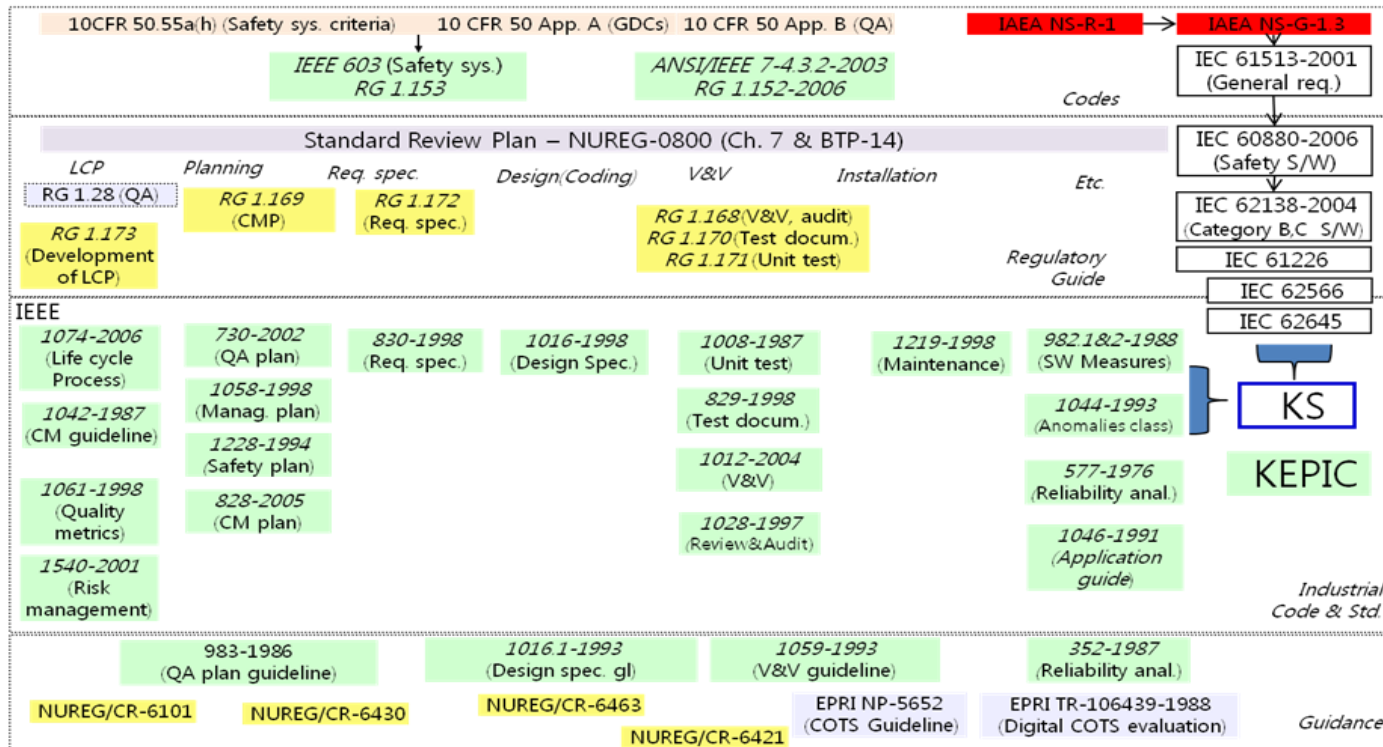 10CFR 50.55a(h) (Safety sys. criteria) 10 CFR 50 App. A (GDCs) 10 CFR 50 App. B (QA)
IAEA NS-R-1
IAEA NS-G-1.3
IEEE 603 (Safety sys.)
RG 1.153
ANSI/IEEE 7-4.3.2-2003
RG 1.152-2006
Codes
IEC 61513-2001
(General req.)
Standard Review Plan – NUREG-0800 (Ch. 7 & BTP-14)
IEC 60880-2006
(Safety S/W)
LCP
Planning
Req. spec.
Design(Coding)
V&V
Installation
Etc.
RG 1.28 (QA)
RG 1.173
(Development
of LCP)
RG 1.169
(CMP)
RG 1.172
(Req. spec.)
RG 1.168(V&V, audit)
RG 1.170(Test docum.)
RG 1.171(Unit test)
Regulatory
Guide
IEC 62138-2004
(Category B,C S/W)
IEC 61226
IEC 62566
IEC 62645
IEEE
1074-2006
(Life cycle
Process)
1042-1987
(CM guideline)
1061-1998
(Quality
metrics)
1540-2001
(Risk
management)
730-2002
(QA plan)
1058-1998
(Manag. plan)
1228-1994
(Safety plan)
828-2005
(CM plan)
830-1998
(Req. spec.)
1016-1998
(Design Spec.)
1008-1987
(Unit test)
829-1998
(Test docum.)
1012-2004
(V&V)
1028-1997
(Review&Audit)
1219-1998
(Maintenance)
982.1&2-1988
(SW Measures)
1044-1993
(Anomalies class)
577-1976
(Reliability anal.)
1046-1991
(Application
guide)
KS
KEPIC
Industrial
Code & Std.
983-1986
(QA plan guideline)
1016.1-1993
(Design spec. gl)
1059-1993
(V&V guideline)
352-1987
(Reliability anal.)
NUREG/CR-6101
NUREG/CR-6430
NUREG/CR-6463
NUREG/CR-6421
EPRI NP-5652
(COTS Guideline)
EPRI TR-106439-1988
(Digital COTS evaluation)
Guidance